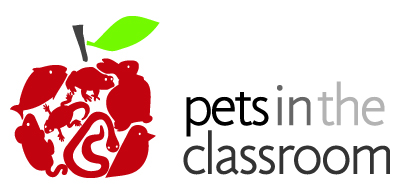 pets in the
classroom